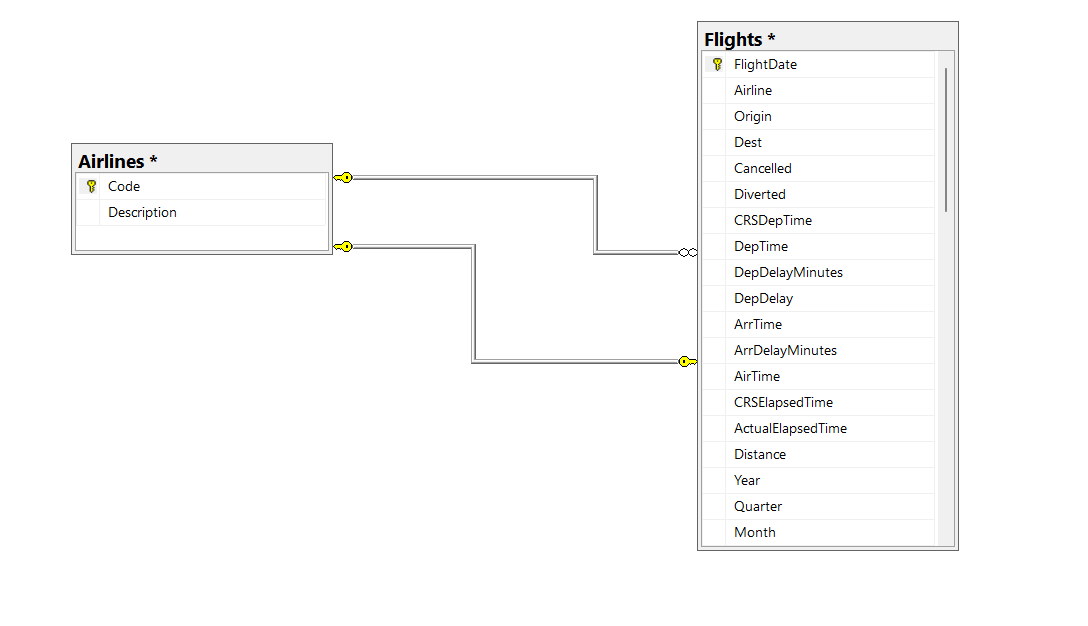 Airlines *
Code
Description
Flights *
FlightDate
Airline
Origin
Dest
Cancelled
Diverted
CRSDepTime
DepTime
DepDelayMinutes
DepDelay
ArrTime
ArrDelayMinutes
AirTime
CRSElapsedTime
ActualElapsedTime
Distance
Year
Quarter
Month